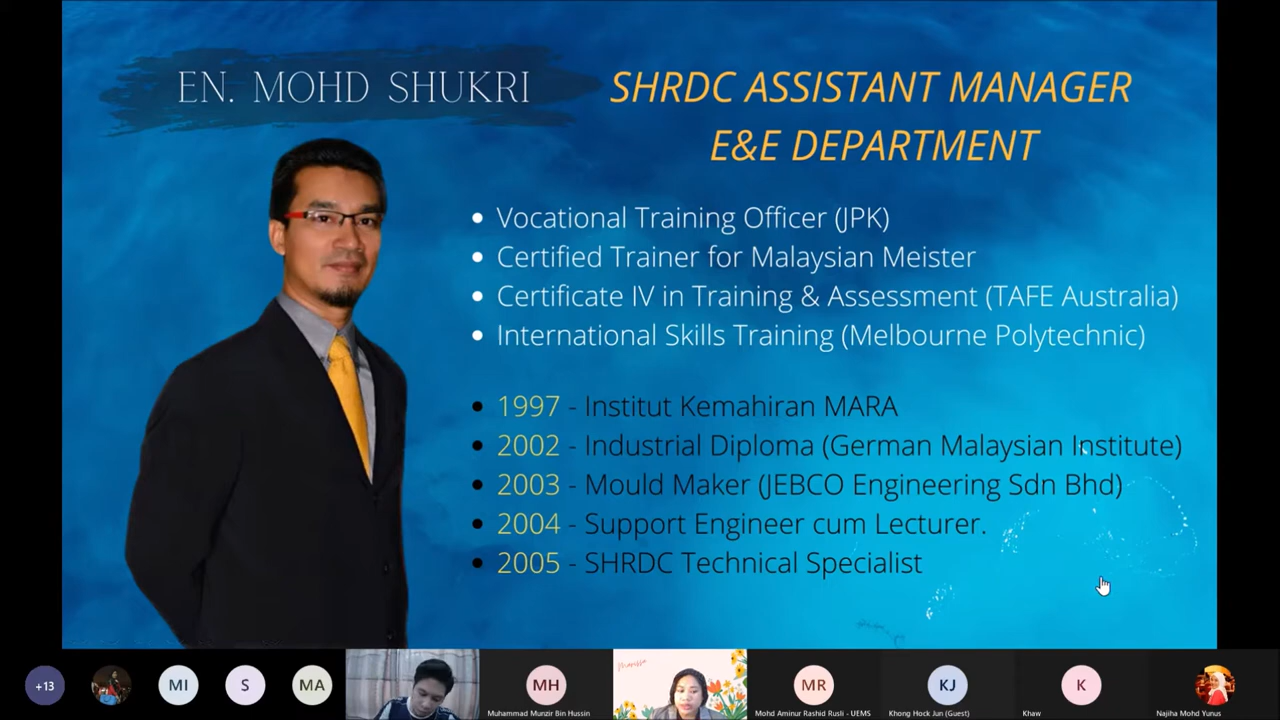 EN. MOHD SHUKRI
SHRDC ASSISTANT MANAGER
E&E DEPARTMENT
• Vocational Training Officer (JPK)
• Certified Trainer for Malaysian Meister
• Certificate IV in Training & Assessment (TAFE Australia)
• International Skills Training (Melbourne Polytechnic)
• 1997 - Institut Kemahiran MARA
• 2002 - Industrial Diploma (German Malaysian Institute)
• 2003 - Mould Maker (JEBCO Engineering Sdn Bhd)
• 2004 - Support Engineer cum Lecturer.
• 2005 - SHRDC Technical Specialist
+13
MI
S
MA
MH
Muhammad Munzir Bin Hussin
MR
Mohd Aminur Rashid Rusli - UEMS
KJ
Khong Hock Jun (Guest)
K
Khaw
Najiha Mohd Yunus